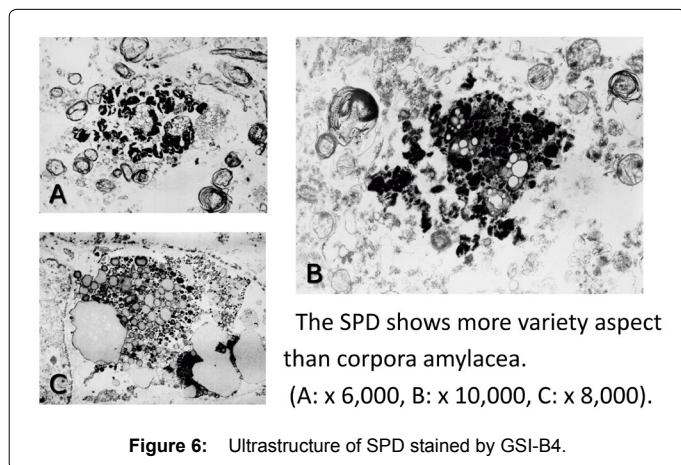 A
B
C
The SPD shows more variety aspect
than corpora amylacea.
(A: x 6,000, B: x 10,000, C: x 8,000).
Figure 6: Ultrastructure of SPD stained by GSI-B4.